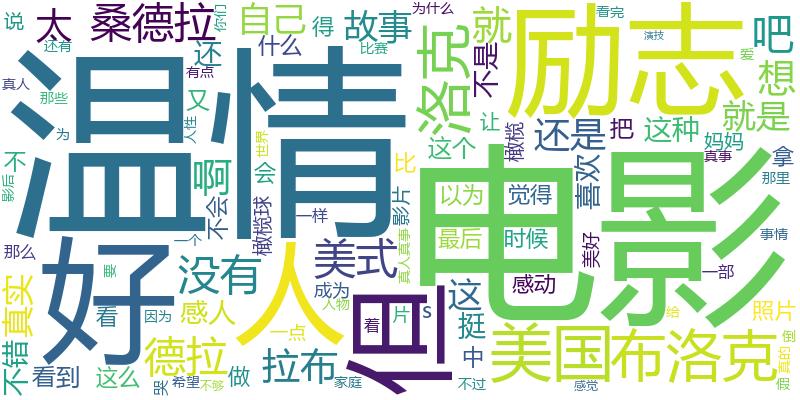 说
还有
太
桑德拉
自己
你们
得
故事
为什么
看完
演技
爱
还
什么
比赛
就
励志
吧
真人
有点
那些
又
洛克
不是
想
温情
为
人性
世界
让
橄榄
还是
把
这种
就是
妈妈
不
影后
啊
会
比
这个
电影
喜欢
真事
拿
那里
不会
橄榄球
一样
影片
以为
觉得
那么
好
一个
人
美式
真人真事
最后
时候
美好
事情
没有
成为
但
这
感动
一部
真实
看
要
因为
感人
人物
着
片
s
挺
给
照片
不错
一点
美国
布洛克
倒
德拉
拉布
中
真的
看到
这么
哭
希望
不够
做
家庭
不过
感觉
假